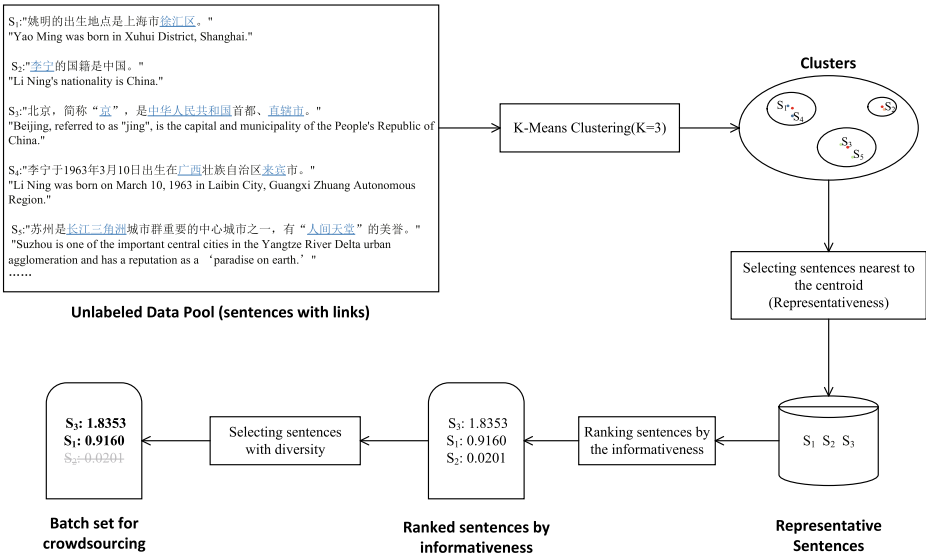 S₁:"姚明的出生地点是上海市徐汇区。"
"Yao Ming was born in Xuhui District, Shanghai."
S₂:"李宁的国籍是中国。"
"Li Ning's nationality is China."
S₃:"北京，简称“京”，是中华人民共和国首都、直辖市。"
"Beijing, referred to as "jing", is the capital and municipality of the People's Republic of
China."
S₄:"李宁于1963年3月10日出生在广西壮族自治区来宾市。"
"Li Ning was born on March 10, 1963 in Laibin City, Guangxi Zhuang Autonomous
Region."
S₅:"苏州是长江三角洲城市群重要的中心城市之一，有“人间天堂”的美誉。"
"Suzhou is one of the important central cities in the Yangtze River Delta urban
agglomeration and has a reputation as a ‘paradise on earth.’"
……
Unlabeled Data Pool (sentences with links)
K-Means Clustering(K=3)
Clusters
S₁
S₄
S₂
S₃
S₅
Selecting sentences nearest to
the centroid
(Representativeness)
S₁ S₂ S₃
Representative
Sentences
Ranking sentences by
the informativeness
S₃: 1.8353
S₁: 0.9160
S₂: 0.0201
Ranked sentences by
informativeness
Selecting sentences
with diversity
S₃: 1.8353
S₁: 0.9160
S₂: 0.0201
Batch set for
crowdsourcing